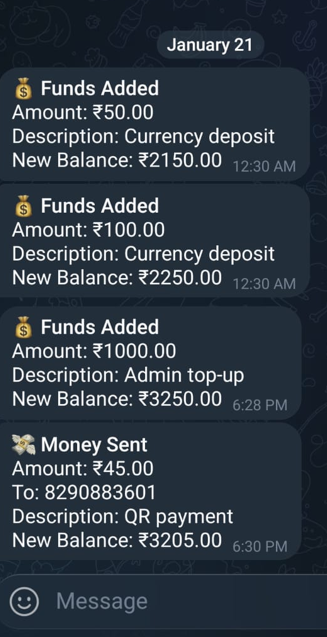 January 21
💰 Funds Added
Amount: ₹50.00
Description: Currency deposit
New Balance: ₹2150.00 12:30 AM
💰 Funds Added
Amount: ₹100.00
Description: Currency deposit
New Balance: ₹2250.00 12:30 AM
💰 Funds Added
Amount: ₹1000.00
Description: Admin top-up
New Balance: ₹3250.00 6:28 PM
💸 Money Sent
Amount: ₹45.00
To: 8290883601
Description: QR payment
New Balance: ₹3205.00 6:30 PM
Message